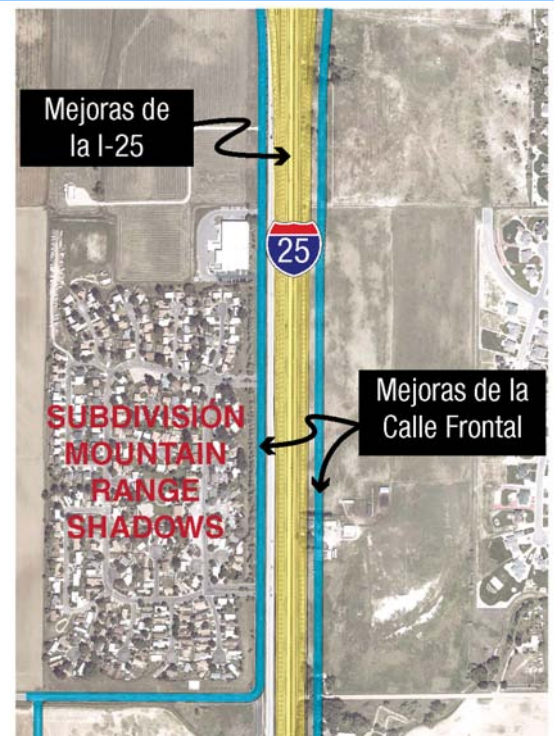 Mejoras de
la I-25
25
Mejoras de la
Calle Frontal
SUBDIVISIÓN
MOUNTAIN
RANGE
SHADOWS